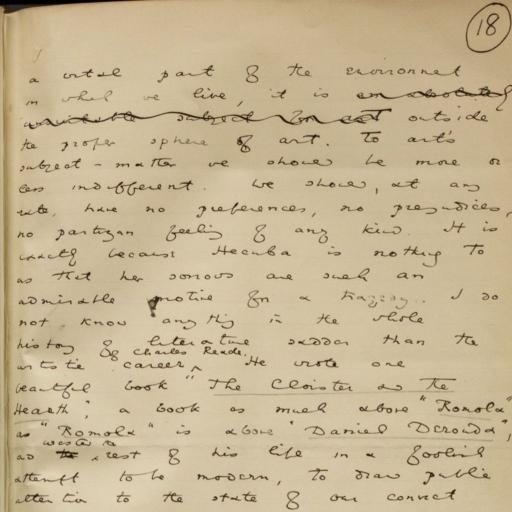 18
a vital part of the environment
in which we live, it is an absolutely
unsuitable subject for art outside
the proper sphere of art. To art's
subject-matter we should be more or
less indifferent. We should, at any
rate, have no preferences, no prejudices,
no partizan feeling of any kind. It is
exactly because Hecuba is nothing to
us that her sorrows are such an
admirable motive for a tragedy. I do
not know anything in the whole
history of literature sadder than the
Charles Reade.
artistic career ^ He wrote one
beautiful book "The Cloister and the
Hearth", a book as much above "Romola"
as "Romola" is above "Daniel Deronda",
wasted the
and the rest of his life in a foolish
attempt to be modern, to draw public
attention to the state of our convict